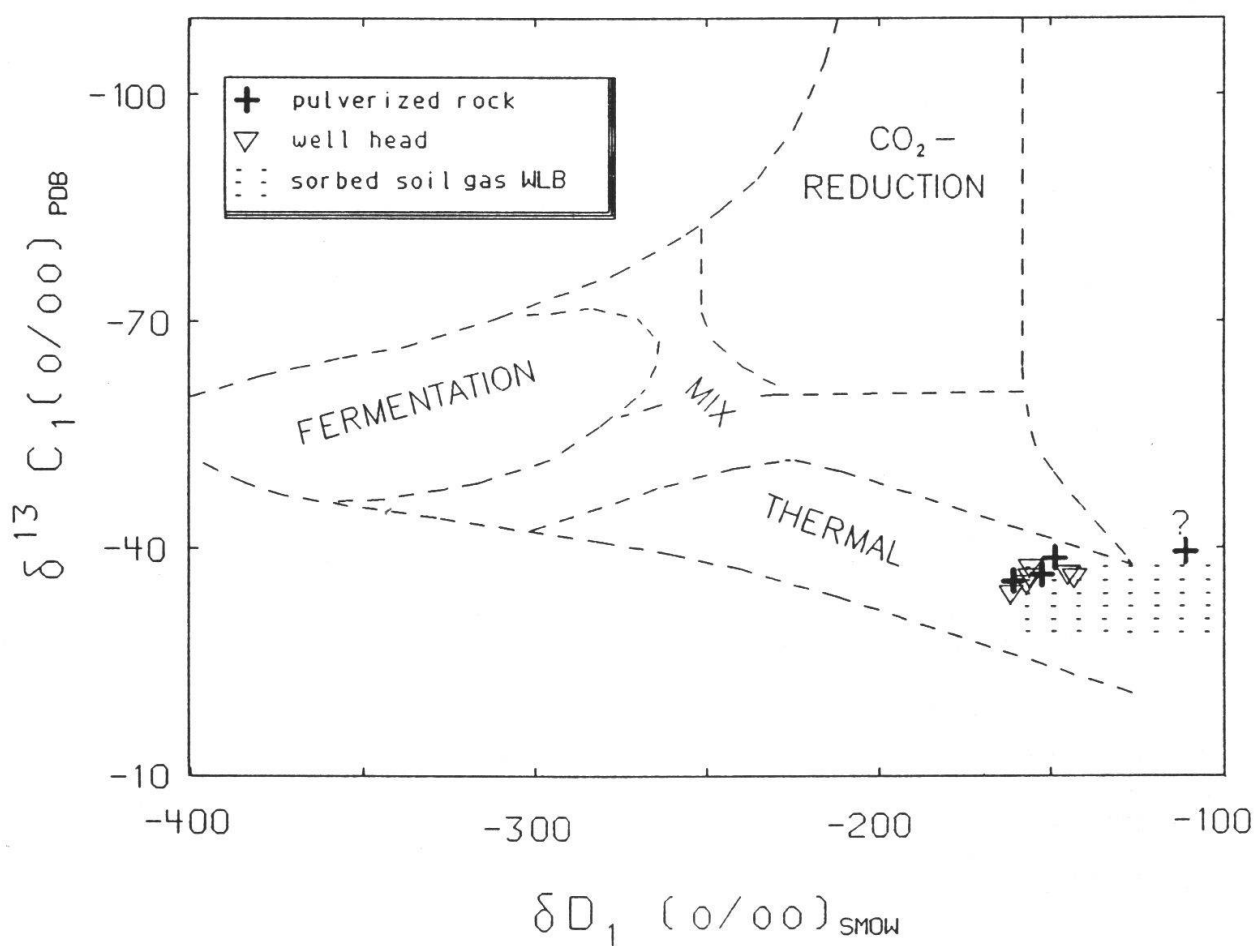 -100
-70
-40
-10
δ¹³ C₁ (o/oo) PDB
pulverized rock
well head
sorbed soil gas WLB
CO₂–
REDUCTION
FERMENTATION
MIX
THERMAL
?
-400
-300
-200
-100
δD₁ (o/oo) SMOW